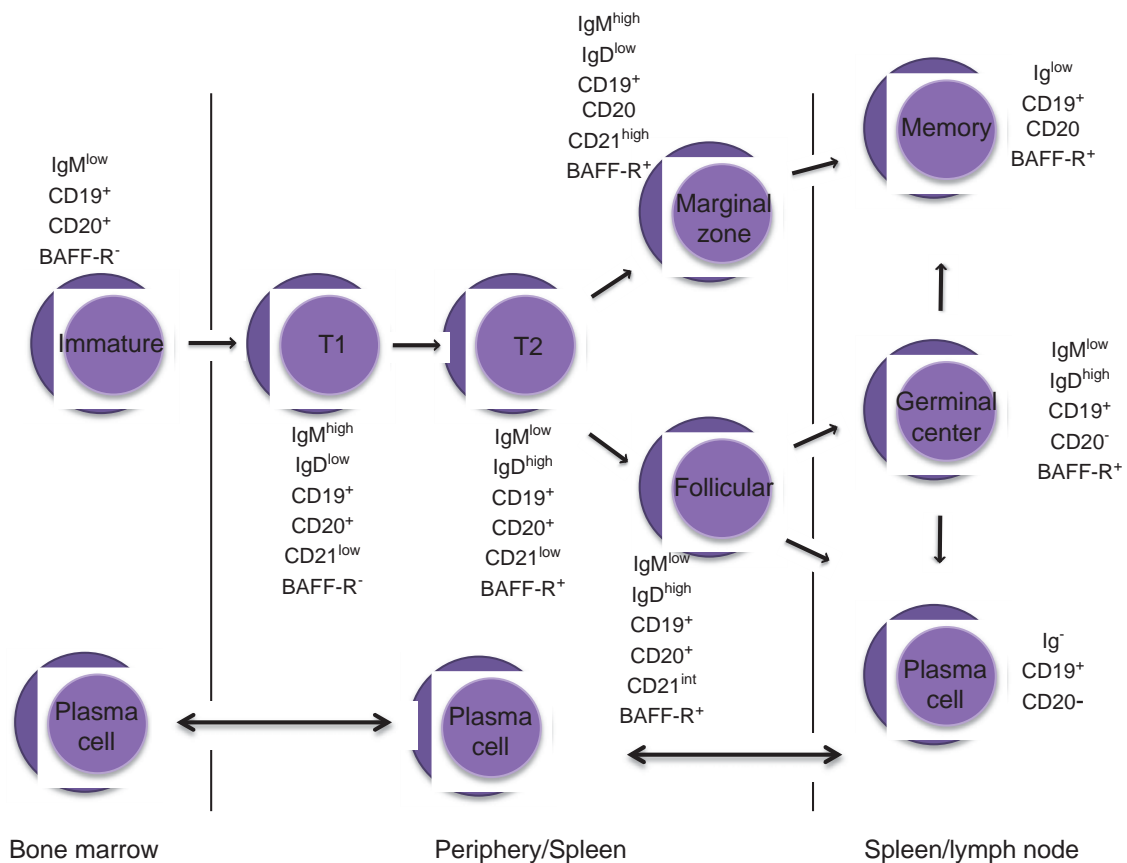 IgM^high
IgD^low
CD19⁺
CD20
CD21^high
BAFF-R⁺
Marginal
zone
Ig^low
CD19⁺
CD20
BAFF-R⁺
Memory
IgM^low
CD19⁺
CD20⁺
BAFF-R⁻
Immature
T1
IgM^high
IgD^low
CD19⁺
CD20⁺
CD21^low
BAFF-R⁻
T2
IgM^low
IgD^high
CD19⁺
CD20⁺
CD21^low
BAFF-R⁺
Follicular
IgM^low
IgD^high
CD19⁺
CD20⁺
CD21^int
BAFF-R⁺
Germinal
center
IgM^low
IgD^high
CD19⁺
CD20⁻
BAFF-R⁺
Plasma
cell
Plasma
cell
Plasma
cell
Ig⁻
CD19⁺
CD20-
Bone marrow
Periphery/Spleen
Spleen/lymph node